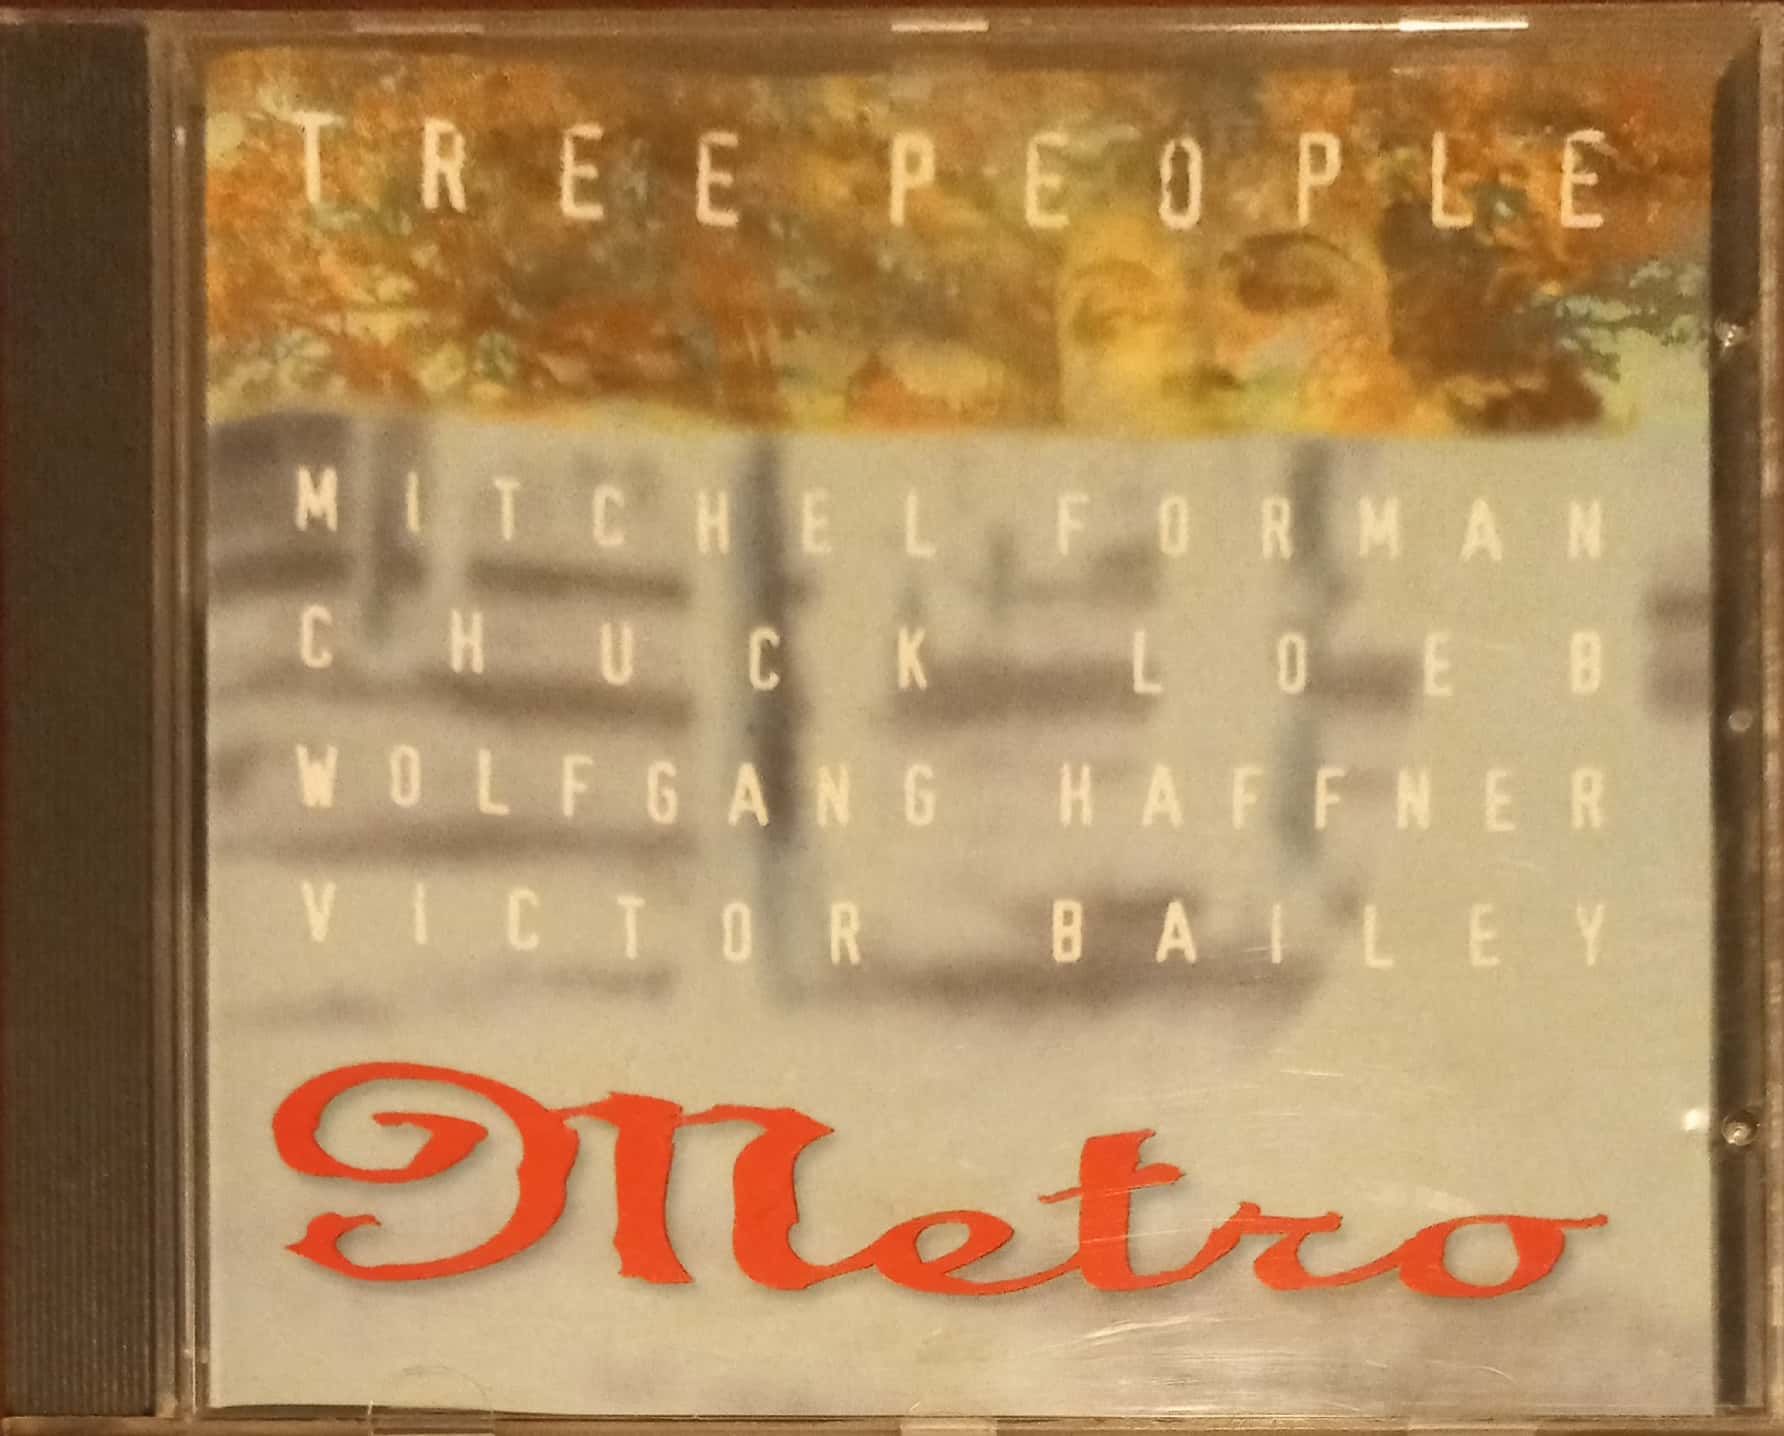 TREE PEOPLE
MITCHEL FORMAN
CHUCK LOEB
WOLFGANG HAFFNER
VICTOR BAILEY
Metro